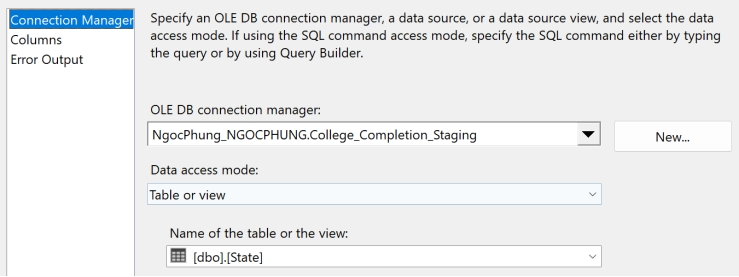 Connection Manager
Columns
Error Output
Specify an OLE DB connection manager, a data source, or a data source view, and select the data
access mode. If using the SQL command access mode, specify the SQL command either by typing
the query or by using Query Builder.
OLE DB connection manager:
NgocPhung_NGOCPHUNG.College_Completion_Staging
New...
Data access mode:
Table or view
Name of the table or the view:
[dbo].[State]